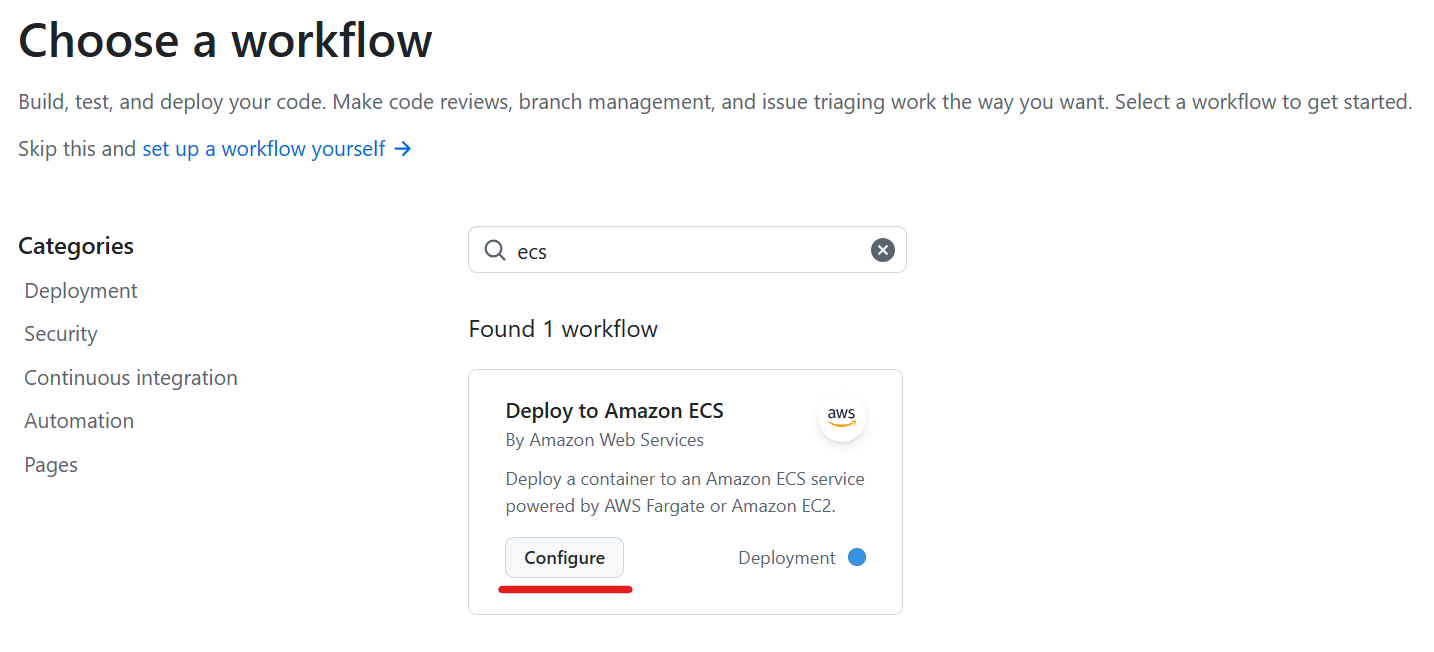 Choose a workflow
Build, test, and deploy your code. Make code reviews, branch management, and issue triaging work the way you want. Select a workflow to get started.
Skip this and set up a workflow yourself →
Categories
Deployment
Security
Continuous integration
Automation
Pages
ecs
Found 1 workflow
Deploy to Amazon ECS
aws
By Amazon Web Services
Deploy a container to an Amazon ECS service
powered by AWS Fargate or Amazon EC2.
Configure
Deployment